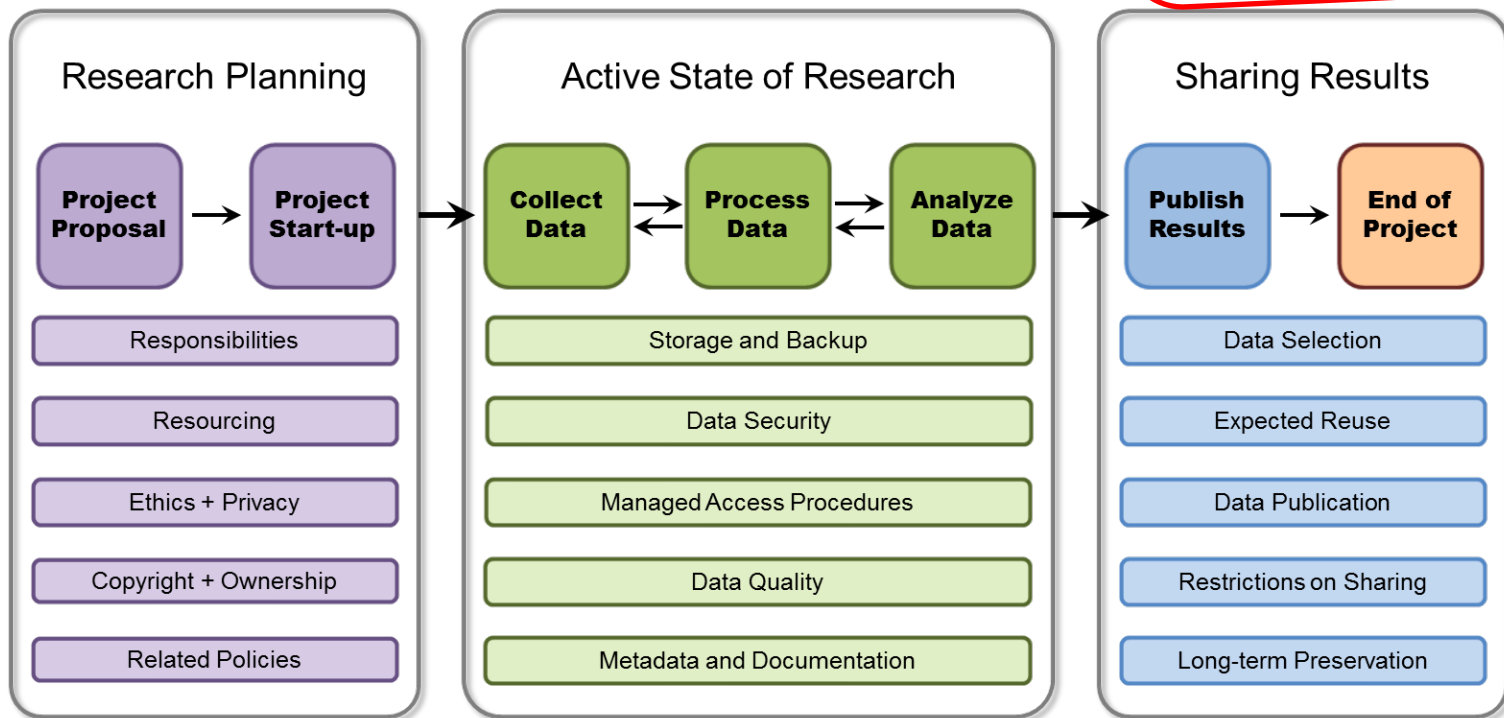 Research Planning
Active State of Research
Sharing Results
Project
Proposal
Project
Start-up
Collect
Data
Process
Data
Analyze
Data
Publish
Results
End of
Project
Responsibilities
Resourcing
Ethics + Privacy
Copyright + Ownership
Related Policies
Storage and Backup
Data Security
Managed Access Procedures
Data Quality
Metadata and Documentation
Data Selection
Expected Reuse
Data Publication
Restrictions on Sharing
Long-term Preservation